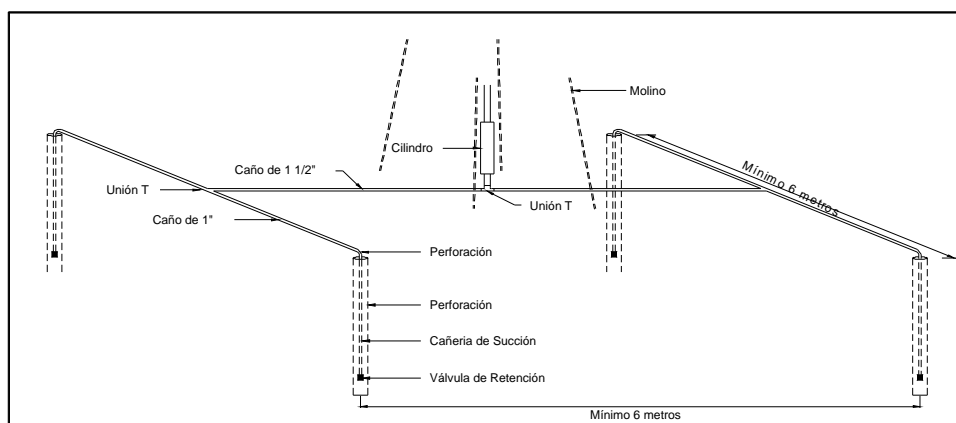 Molino
Cilindro
Caño de 1 1/2"
Mínimo 6 metros
Unión T
Unión T
Caño de 1"
Perforación
Perforación
Cañeria de Succión
Válvula de Retención
Mínimo 6 metros